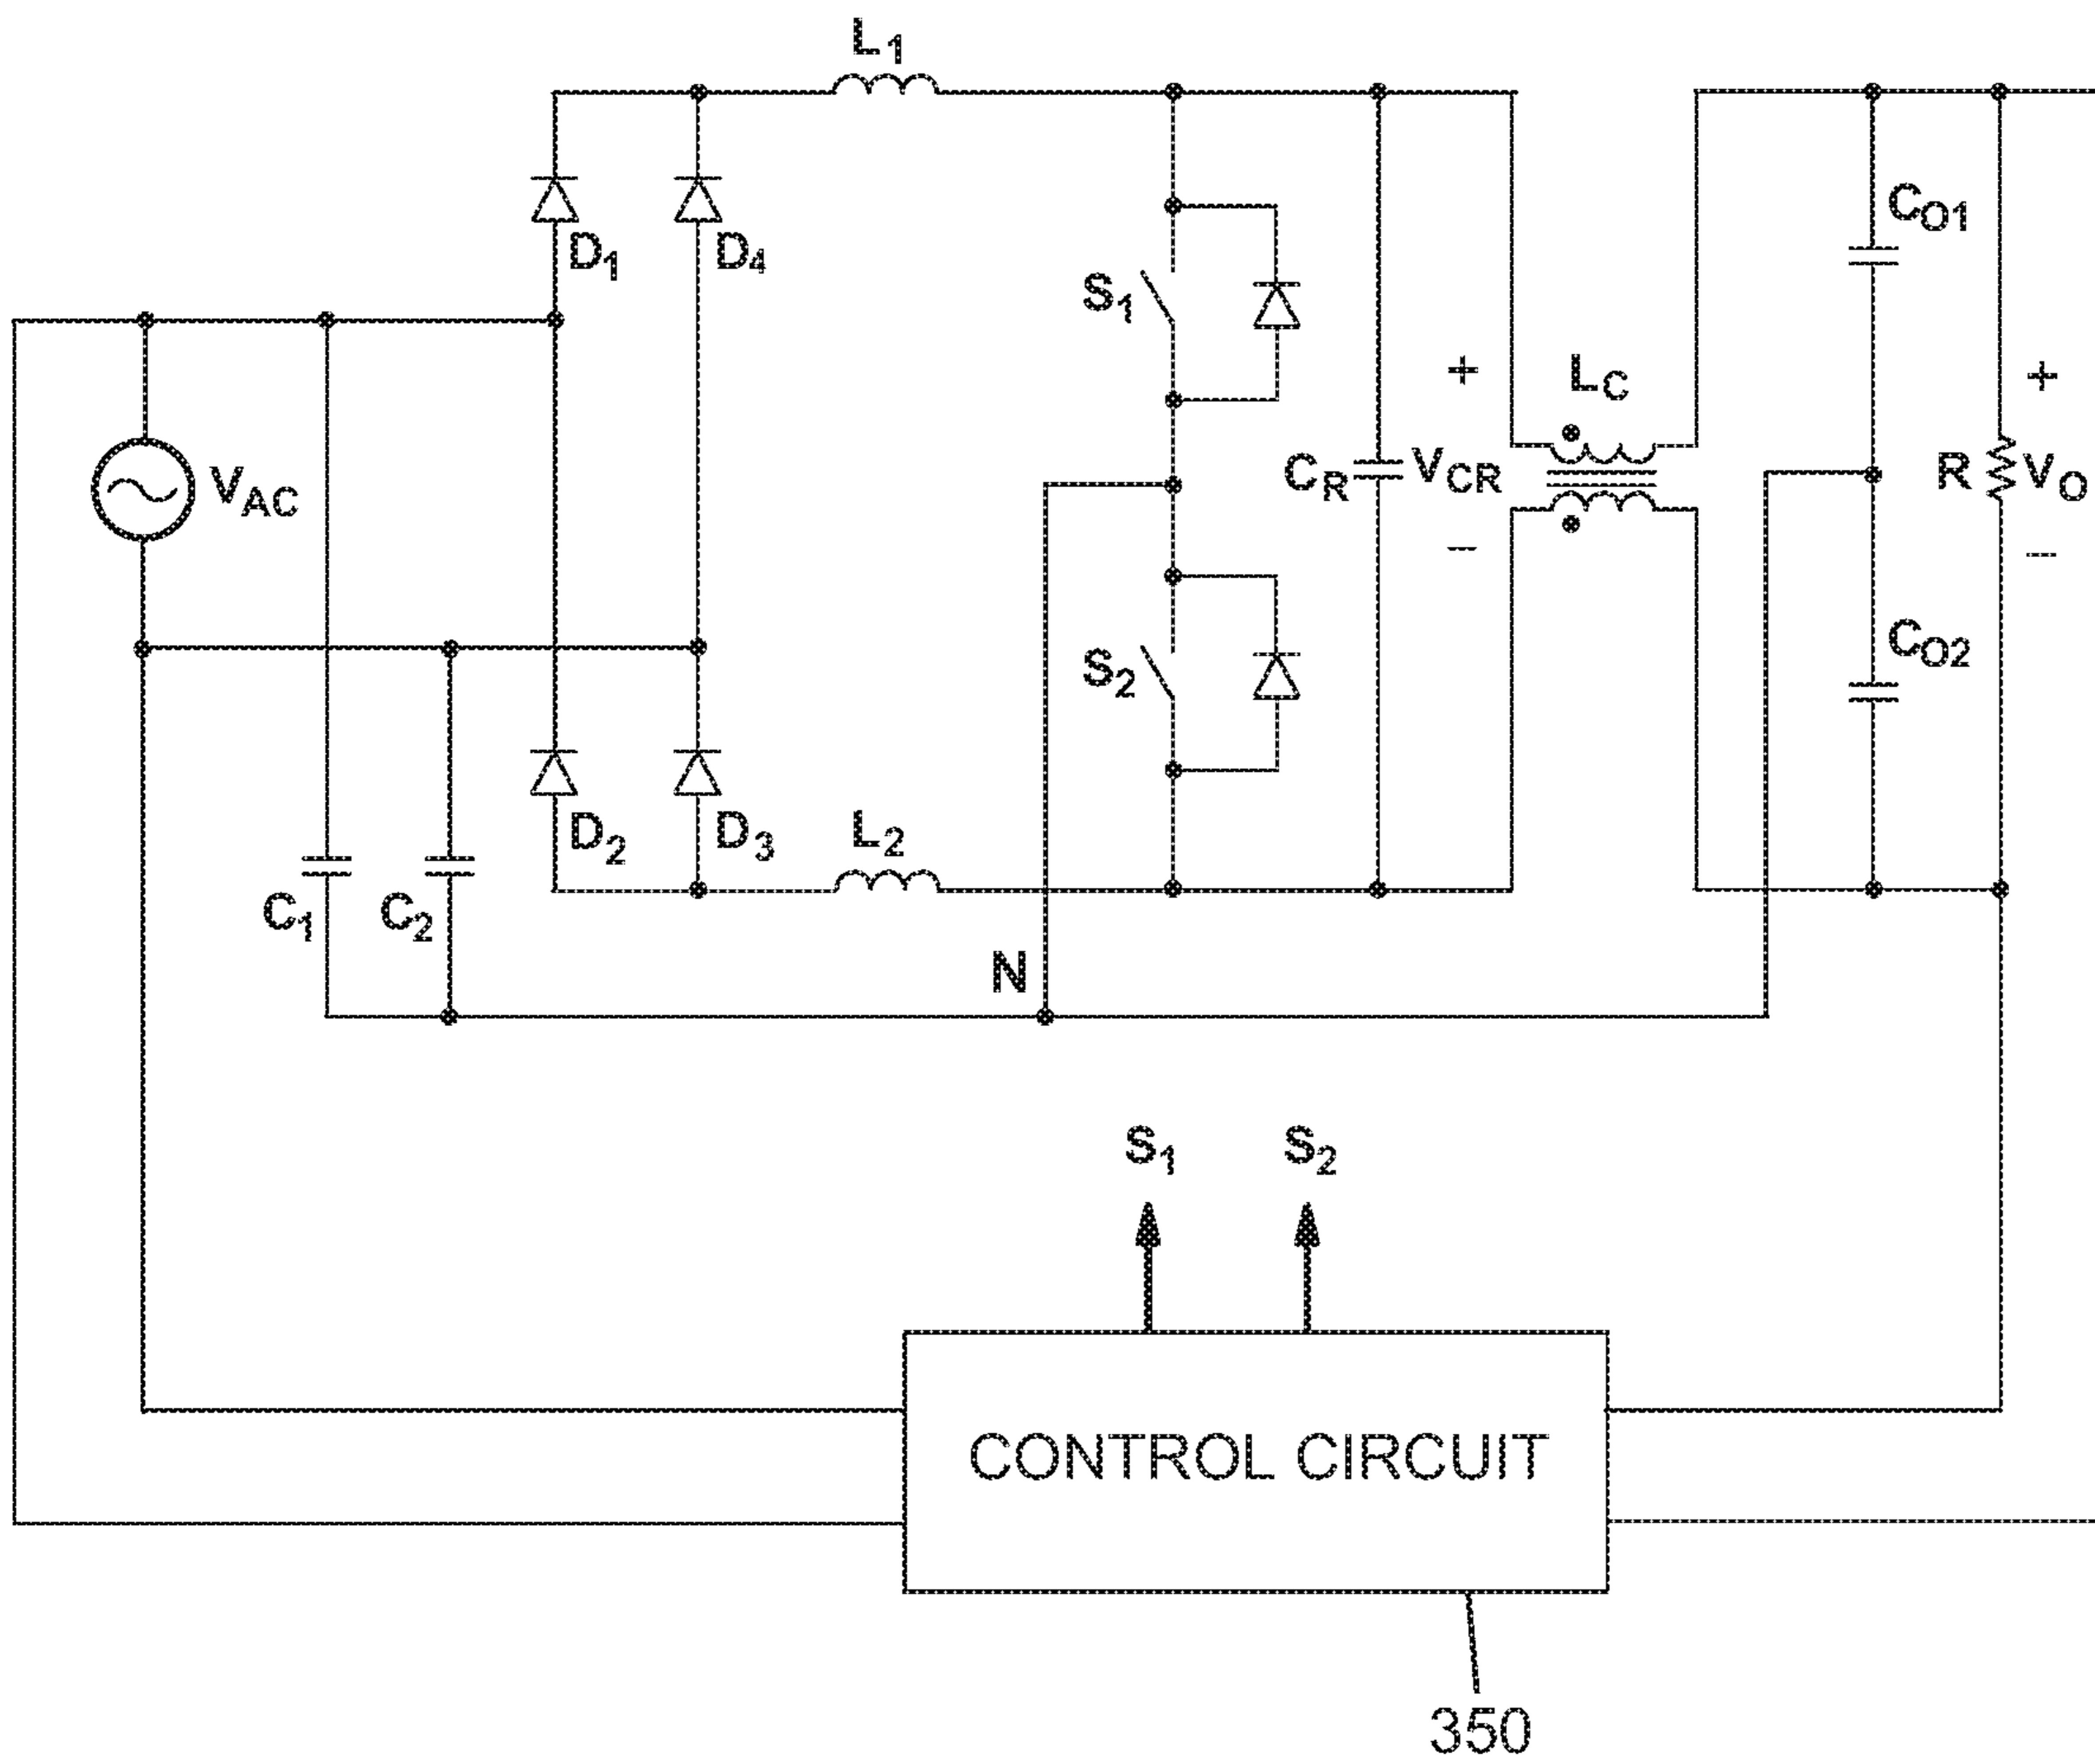 L1
D1
D4
S1
CO1
+
LC
+
VAC
CR
VCR
R
VO
−
−
S2
CO2
D2
D3
L2
C1
C2
N
S1
S2
CONTROL CIRCUIT
350